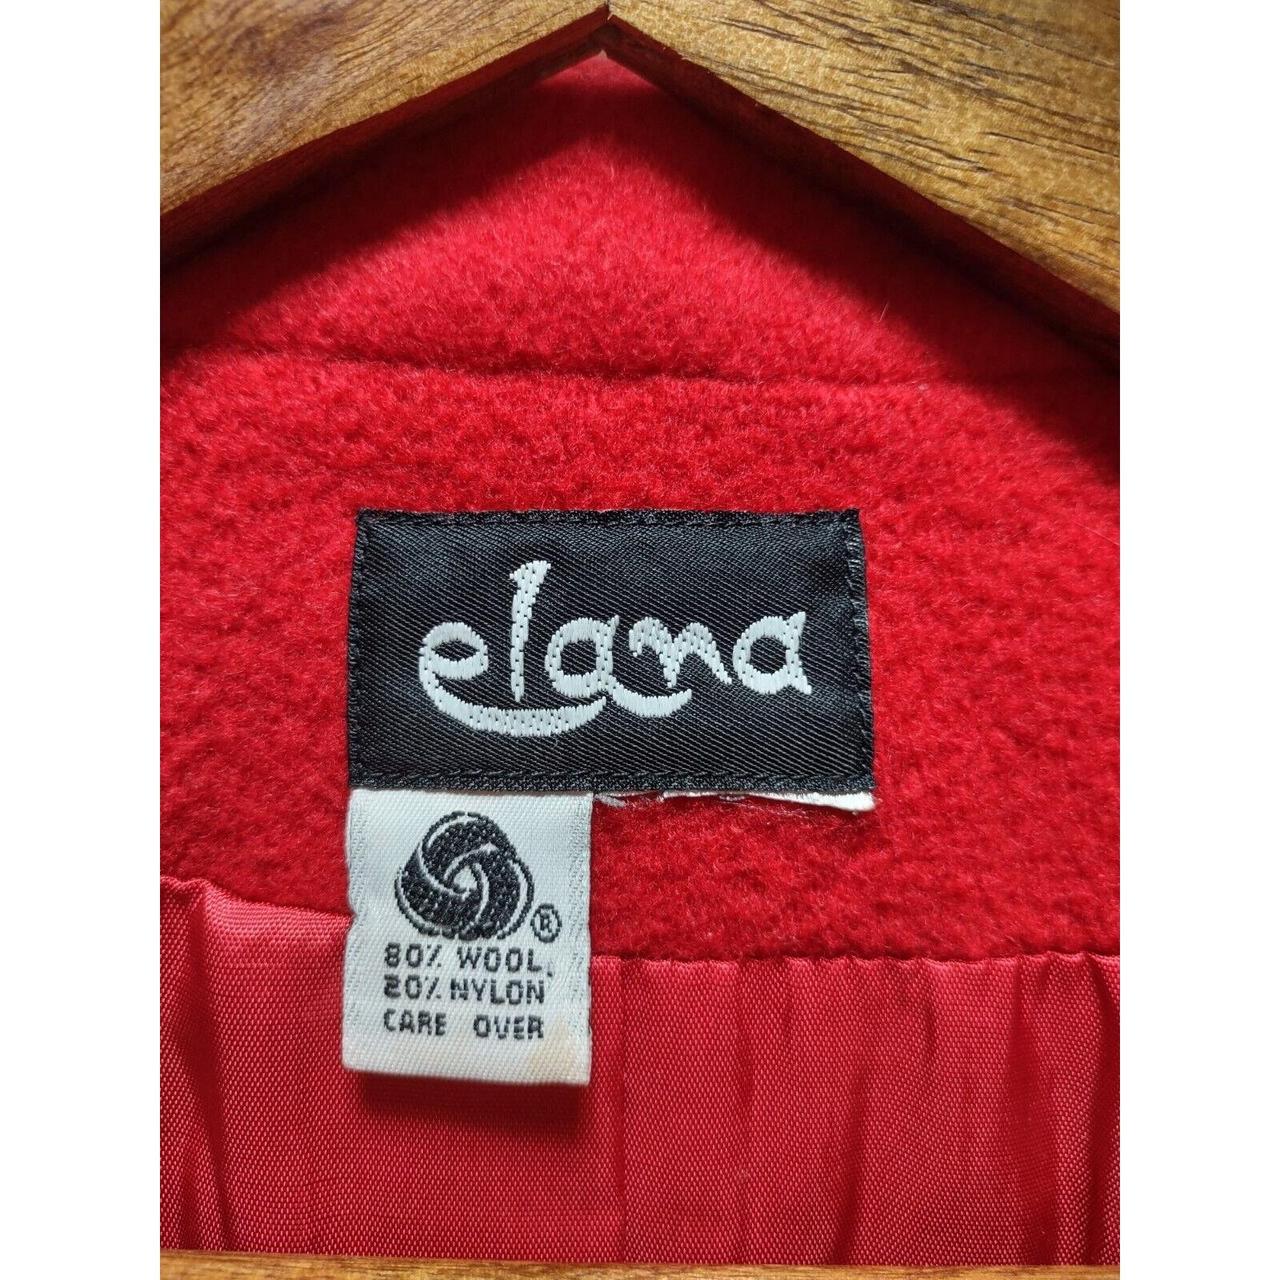 elana
®
80% WOOL
20% NYLON
CARE OVER